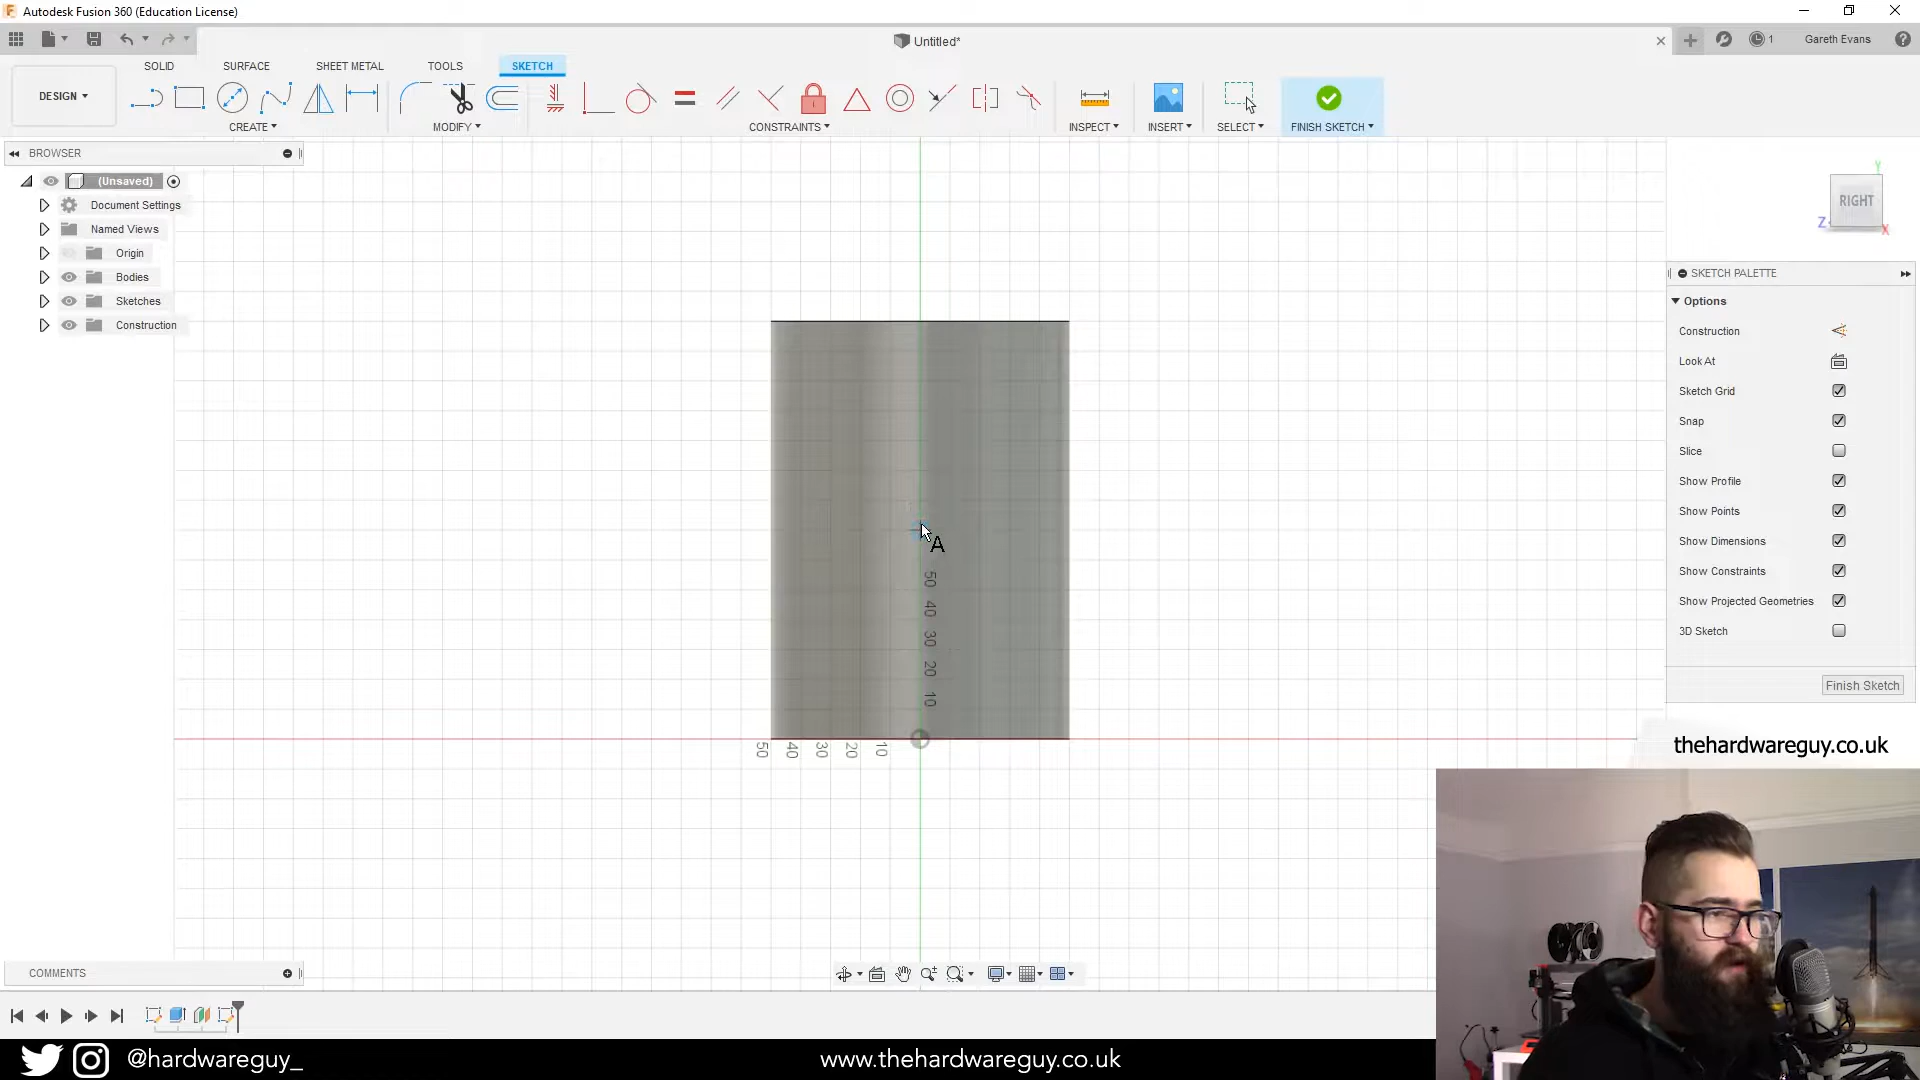 Autodesk Fusion 360 (Education License)
Untitled*
1
Gareth Evans
DESIGN
SOLID
SURFACE
SHEET METAL
TOOLS
SKETCH
CREATE
MODIFY
CONSTRAINTS
INSPECT
INSERT
SELECT
FINISH SKETCH
BROWSER
(Unsaved)
Document Settings
Named Views
Origin
Bodies
Sketches
Construction
Y
RIGHT
Z
X
SKETCH PALETTE
Options
Construction
Look At
Sketch Grid
Snap
Slice
Show Profile
Show Points
Show Dimensions
Show Constraints
Show Projected Geometries
3D Sketch
Finish Sketch
A
50
40
30
20
10
50 40 30 20 10
thehardwareguy.co.uk
COMMENTS
@hardwareguy_
www.thehardwareguy.co.uk